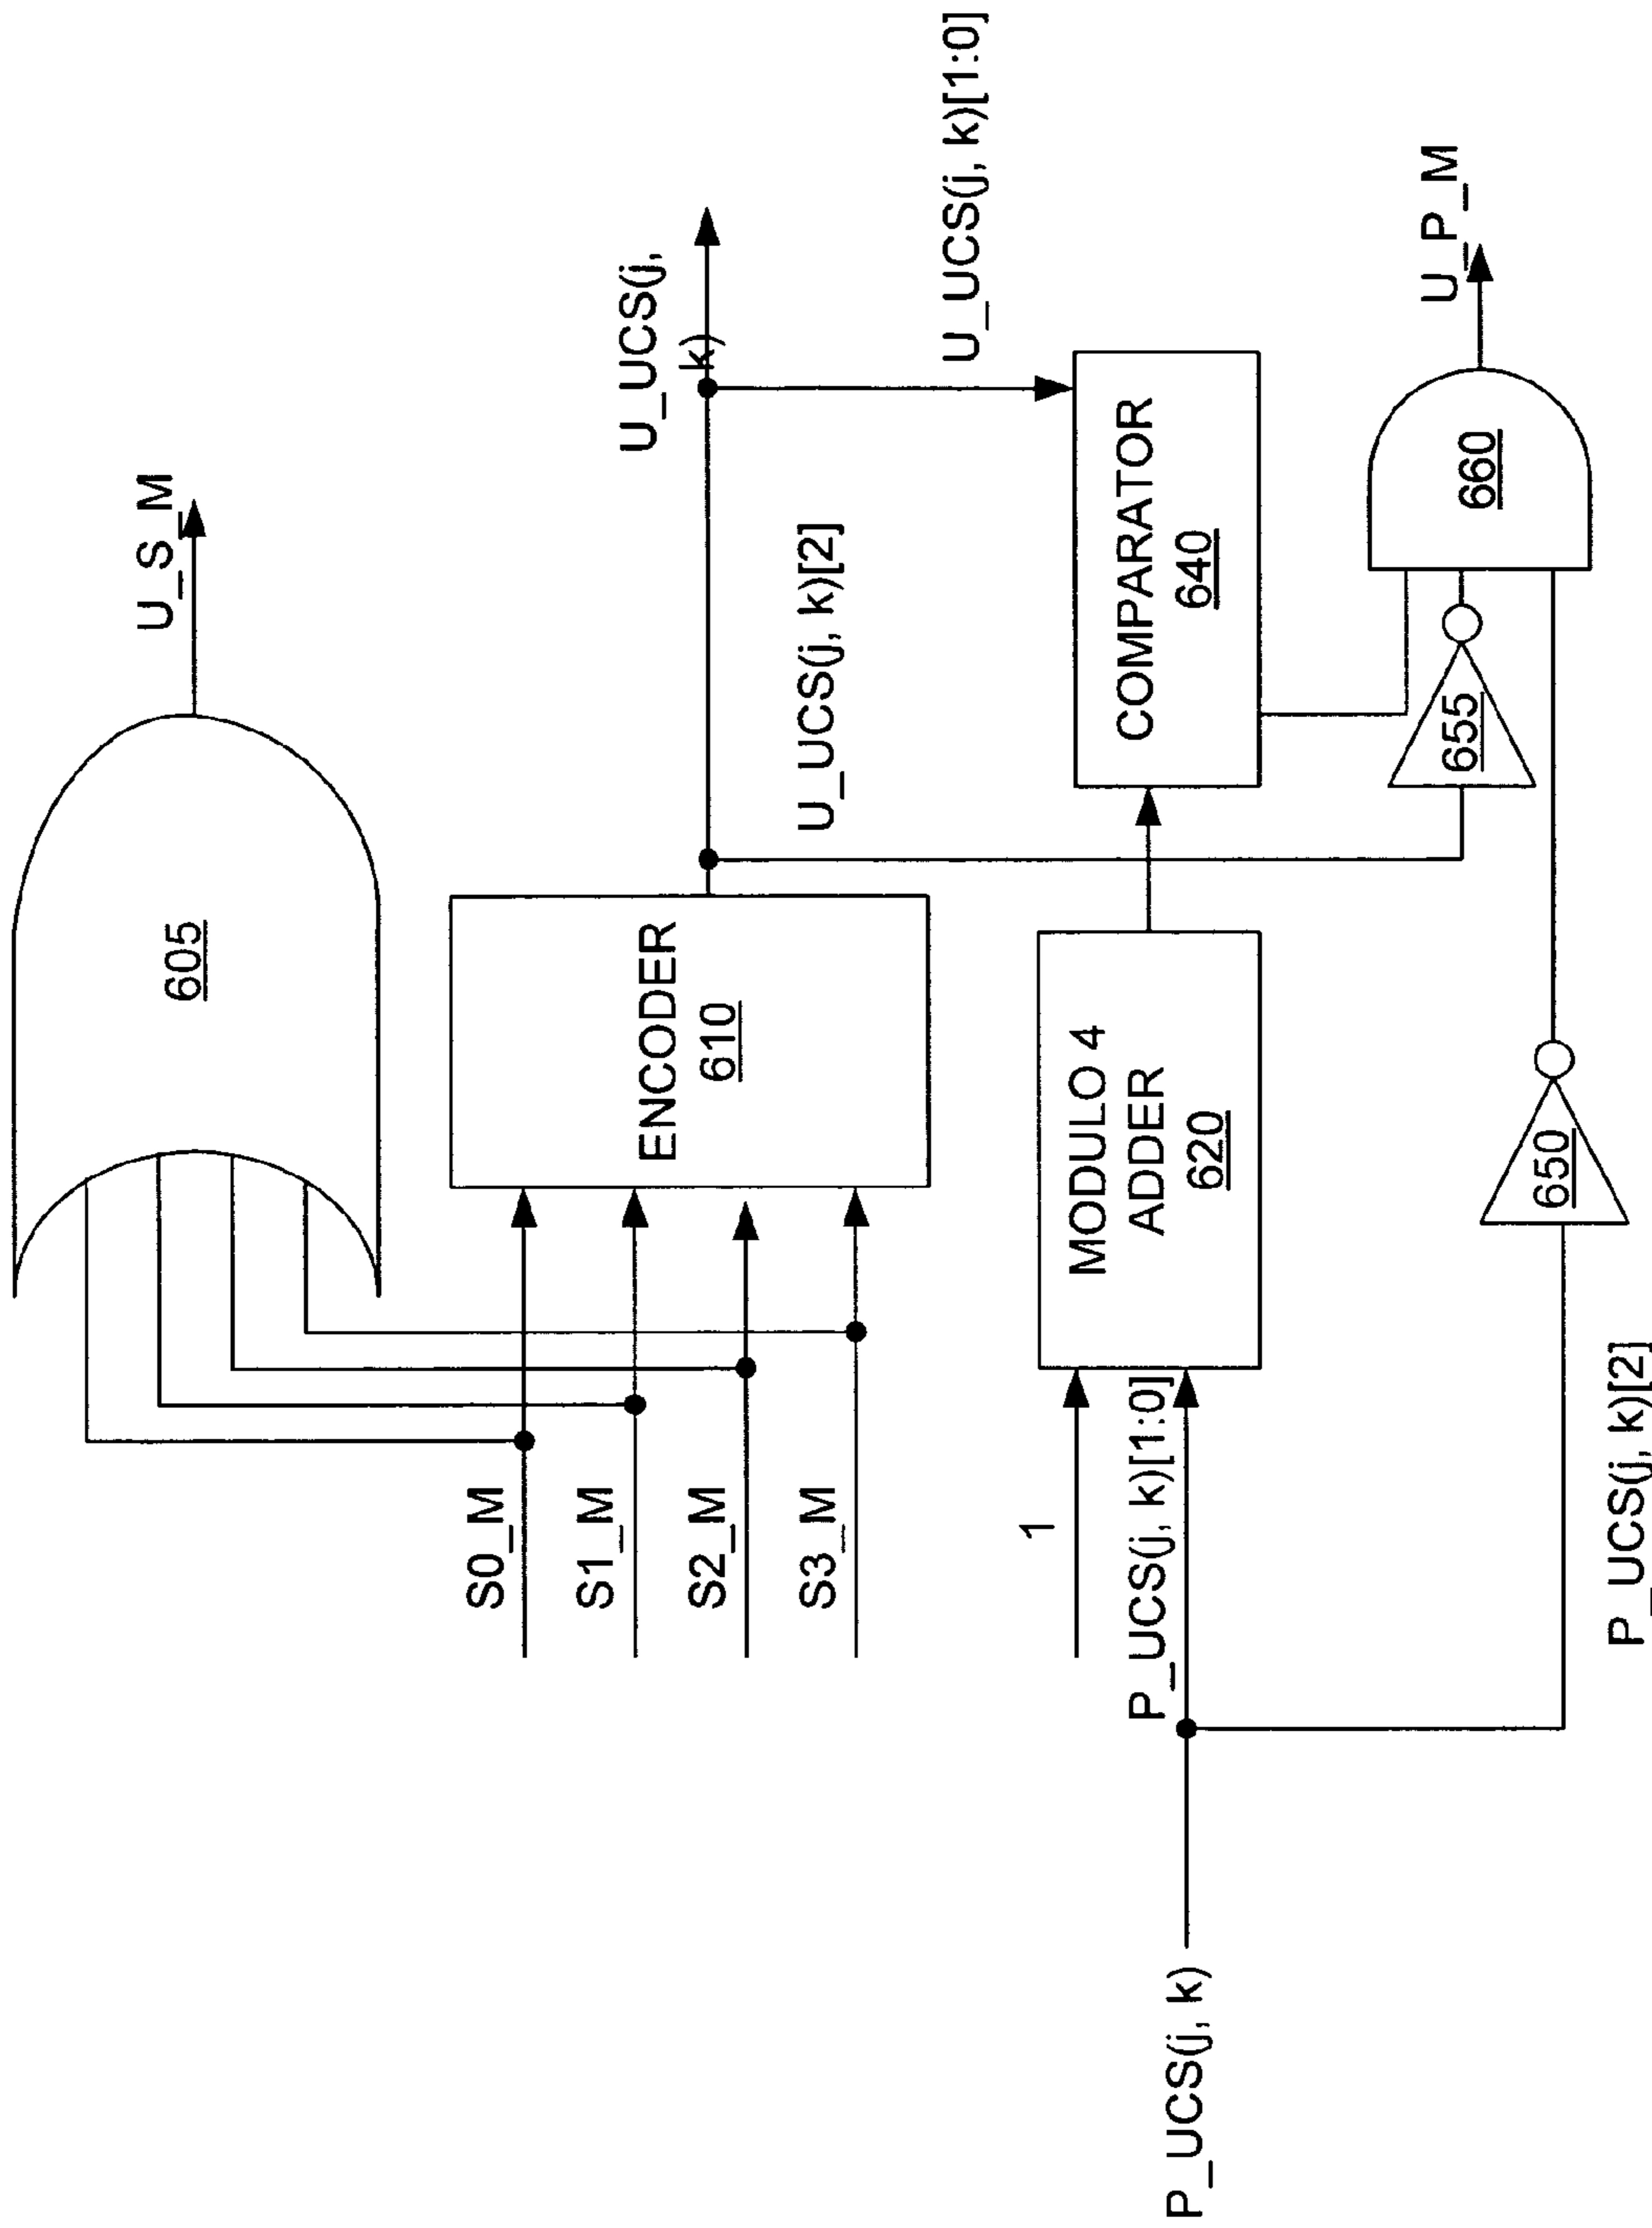 U_S_M
605
U_UCS(j,
k)
U_UCS(j, k)[2]
U_UCS(j, k)[1:0]
ENCODER
610
S0_M
S1_M
S2_M
S3_M
COMPARATOR
640
MODULO 4
ADDER
620
1
P_UCS(j, k)[1:0]
P_UCS(j, k)
U_P_M
660
655
650
P_UCS(j, k)[2]